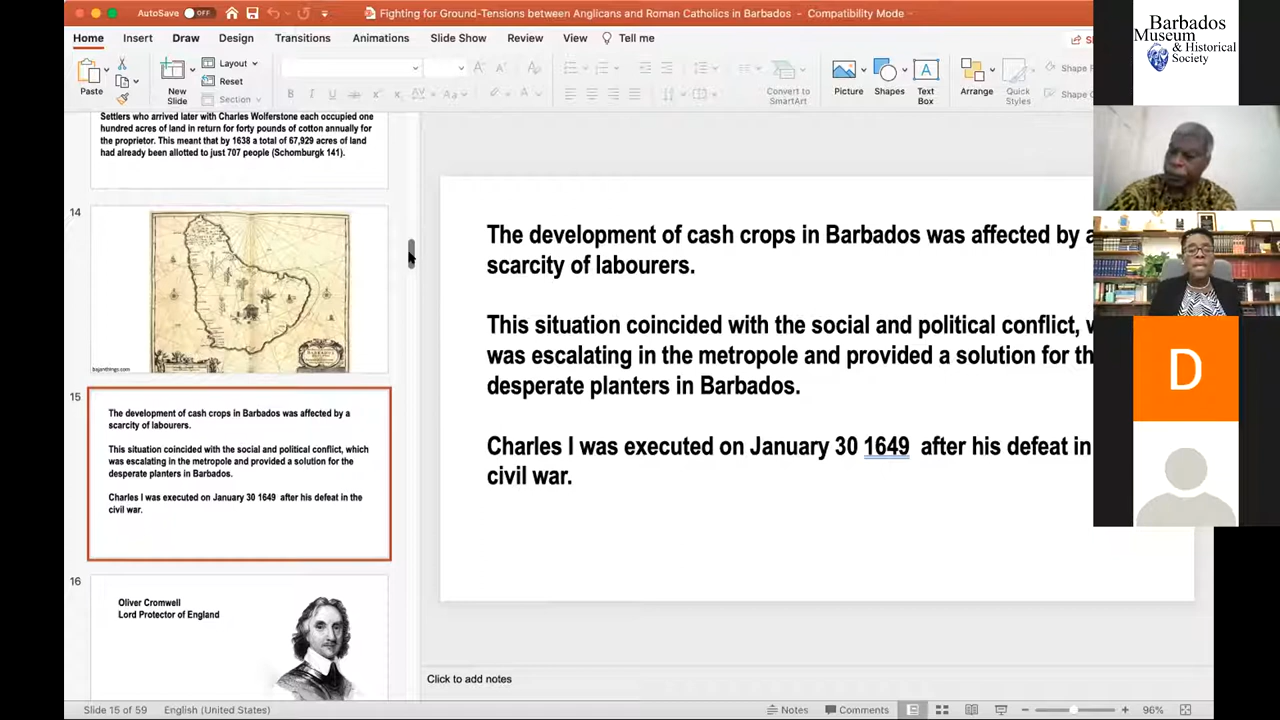 AutoSave OFF
Fighting for Ground-Tensions between Anglicans and Roman Catholics in Barbados - Compatibility Mode
Home Insert Draw Design Transitions Animations Slide Show Review View Tell me
Paste
New
Slide
Layout
Reset
Section
Convert to
SmartArt
Picture
Shapes
Text
Box
Arrange
Quick
Styles
Shape
Shape
Barbados
Museum
& Historical
Society
Settlers who arrived later with Charles Wolferstone each occupied one
hundred acres of land in return for forty pounds of cotton annually for
the proprietor. This meant that by 1638 a total of 67,929 acres of land
had already been allotted to just 707 people (Schomburgk 141).
14
bajanthings.com
15
The development of cash crops in Barbados was affected by a
scarcity of labourers.
This situation coincided with the social and political conflict, which
was escalating in the metropole and provided a solution for the
desperate planters in Barbados.
Charles I was executed on January 30 1649 after his defeat in the
civil war.
16
Oliver Cromwell
Lord Protector of England
The development of cash crops in Barbados was affected by a
scarcity of labourers.
This situation coincided with the social and political conflict,
was escalating in the metropole and provided a solution for th
desperate planters in Barbados.
Charles I was executed on January 30 1649 after his defeat in
civil war.
D
Click to add notes
Slide 15 of 59 English (United States)
Notes Comments 96%